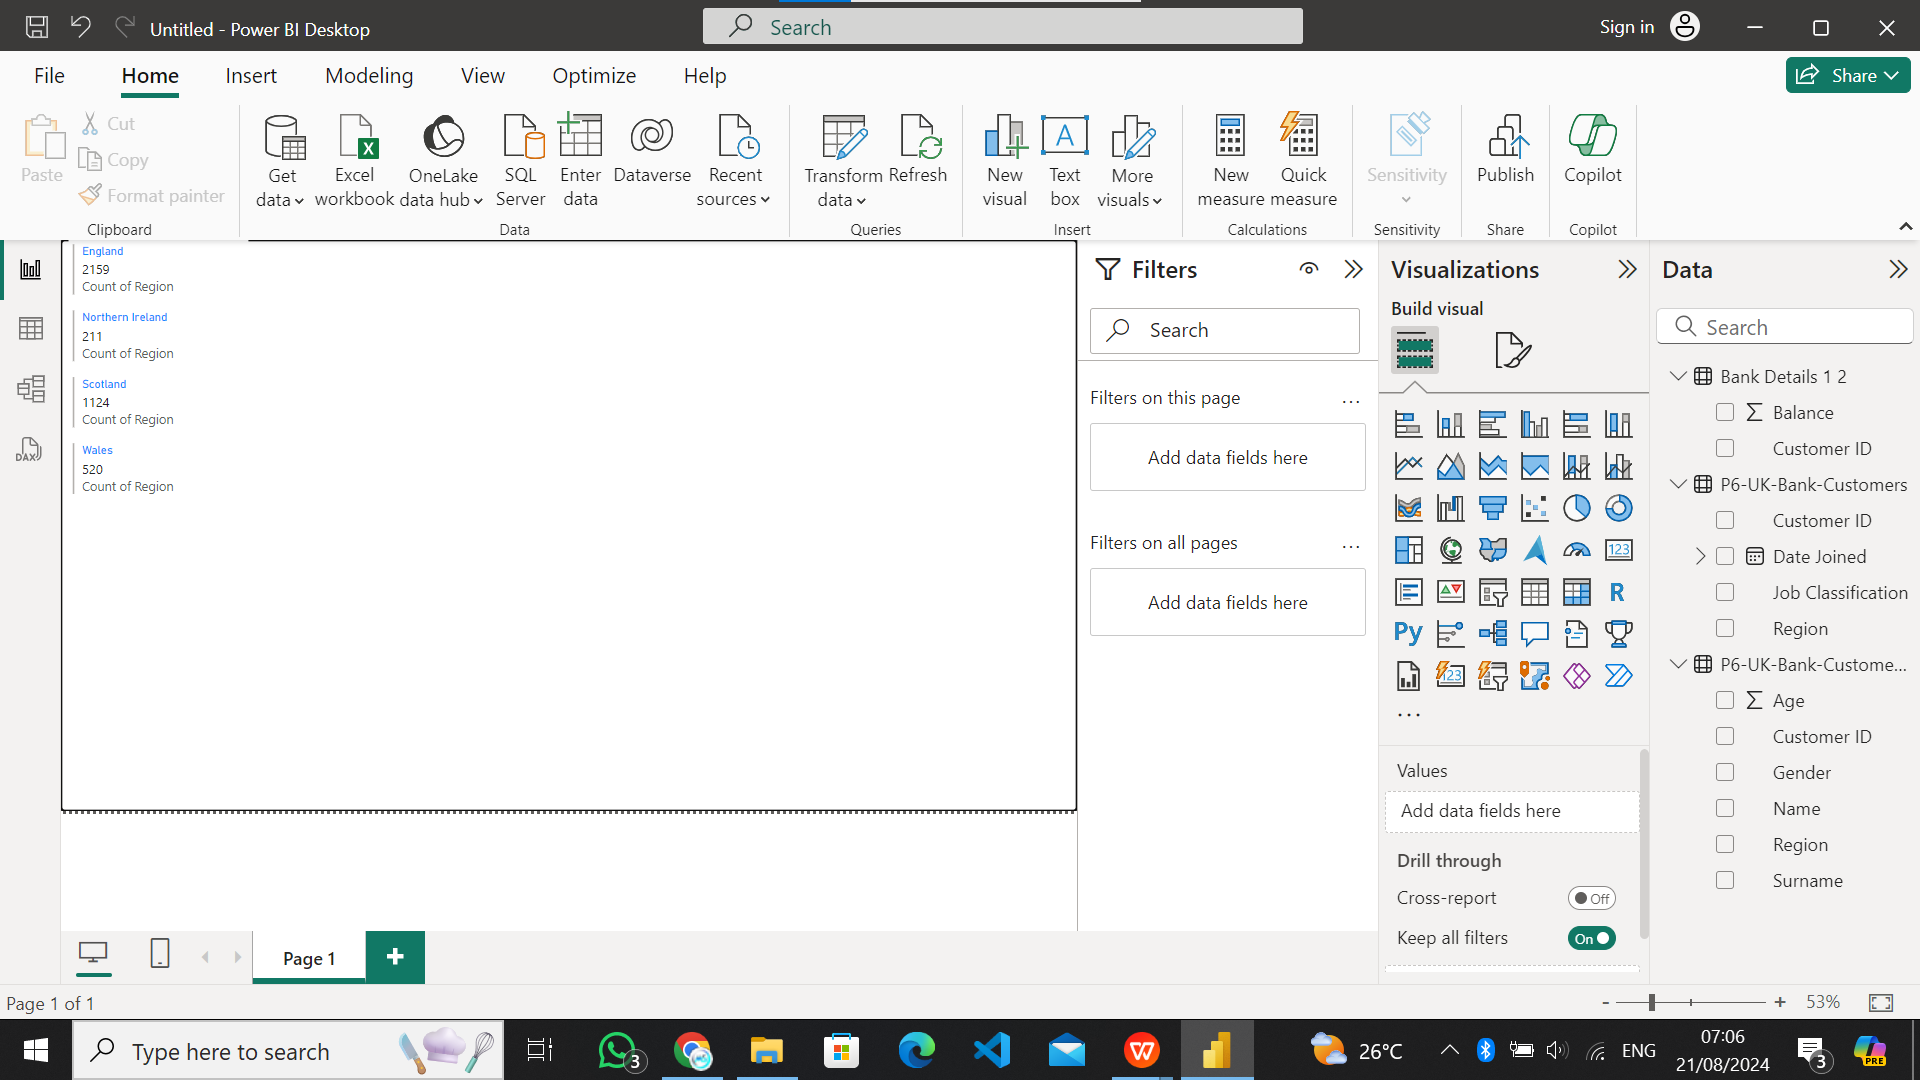 Untitled - Power BI Desktop
Search
Sign in
File Home Insert Modeling View Optimize Help
Share
Paste
Cut
Copy
Format painter
Clipboard
Get data
Excel workbook
OneLake data hub
SQL Server
Enter data
Dataverse
Recent sources
Data
Transform data
Refresh
Queries
New visual
Text box
More visuals
Insert
New measure
Quick measure
Calculations
Sensitivity
Sensitivity
Publish
Share
Copilot
Copilot
England
2159
Count of Region
Northern Ireland
211
Count of Region
Scotland
1124
Count of Region
Wales
520
Count of Region
DAX
Filters
Search
Filters on this page ...
Add data fields here
Filters on all pages ...
Add data fields here
Visualizations
Build visual
123
R
Py
123
...
Values
Add data fields here
Drill through
Cross-report Off
Keep all filters On
Data
Search
Bank Details 1 2
Balance
Customer ID
P6-UK-Bank-Customers
Customer ID
Date Joined
Job Classification
Region
P6-UK-Bank-Custome...
Age
Customer ID
Gender
Name
Region
Surname
Page 1
+
Page 1 of 1
- + 53%
Type here to search
3
26°C
ENG
07:06
21/08/2024
3
PRE